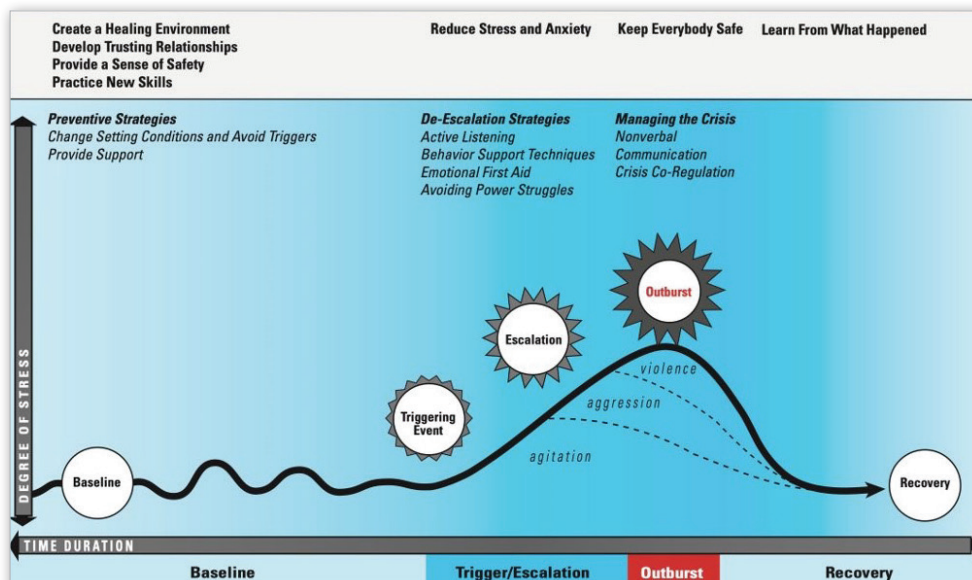 Create a Healing Environment
Develop Trusting Relationships
Provide a Sense of Safety
Practice New Skills
Reduce Stress and Anxiety
Keep Everybody Safe
Learn From What Happened
Preventive Strategies
Change Setting Conditions and Avoid Triggers
Provide Support
De-Escalation Strategies
Active Listening
Behavior Support Techniques
Emotional First Aid
Avoiding Power Struggles
Managing the Crisis
Nonverbal
Communication
Crisis Co-Regulation
DEGREE OF STRESS
Baseline
Triggering
Event
Escalation
Outburst
violence
aggression
agitation
Recovery
TIME DURATION
Baseline
Trigger/Escalation
Outburst
Recovery